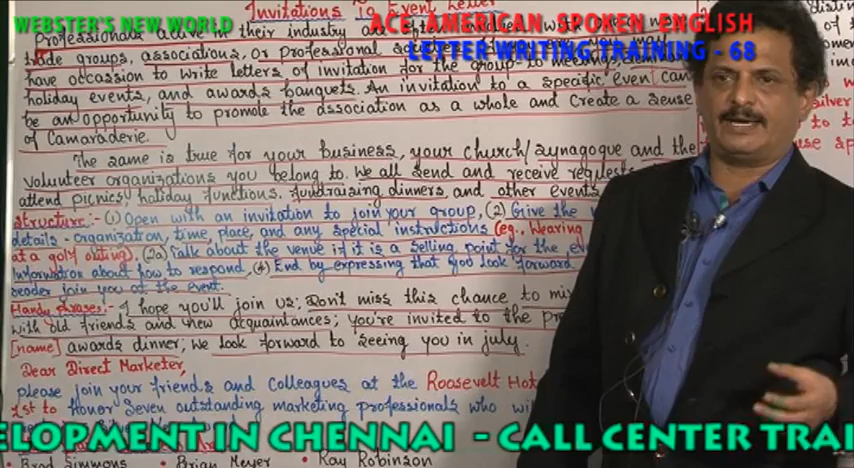 WEBSTER'S NEW WORLD
ACE AMERICAN SPOKEN ENGLISH
LETTER WRITING TRAINING - 68
Invitations To Event Letter
Professionals active in their industry are often involved with
trade groups, associations, or professional
have occassion to write letters of invitation for the group to meetings,
holiday events, and awards banquets. An invitation to a specific even can
be an opportunity to promote the association as a whole and create a sense
of Camaraderie.
The same is true for your business, your church/synagogue and the
volunteer organizations you belong to. We all send and receive
attend picnics, holiday functions, fundraising dinners and other events
Structure:- (1) Open with an invitation to join your group, (2) Give the
details - organization, time, place, and any special instructions (eg., Wearing
at a golf outing). (2a) Talk about the venue if it is a selling point for the
Information about how to respond, (4) End by expressing that you look forward
reader join you at the event.
Handy phrases:- I hope you'll join us; Don't miss this chance to
with old friends and new acquaintances; you're invited to the
[name] awards dinner; we look forward to seeing you in july.
Dear Direct Marketer,
please join your friends and colleagues at the Roosevelt
1st to honor Seven outstanding marketing professionals who
ELOPMENT IN CHENNAI - CALL CENTER TRAI
Brad Simmons • Brian Meyer • Ray Robinson
silver
to